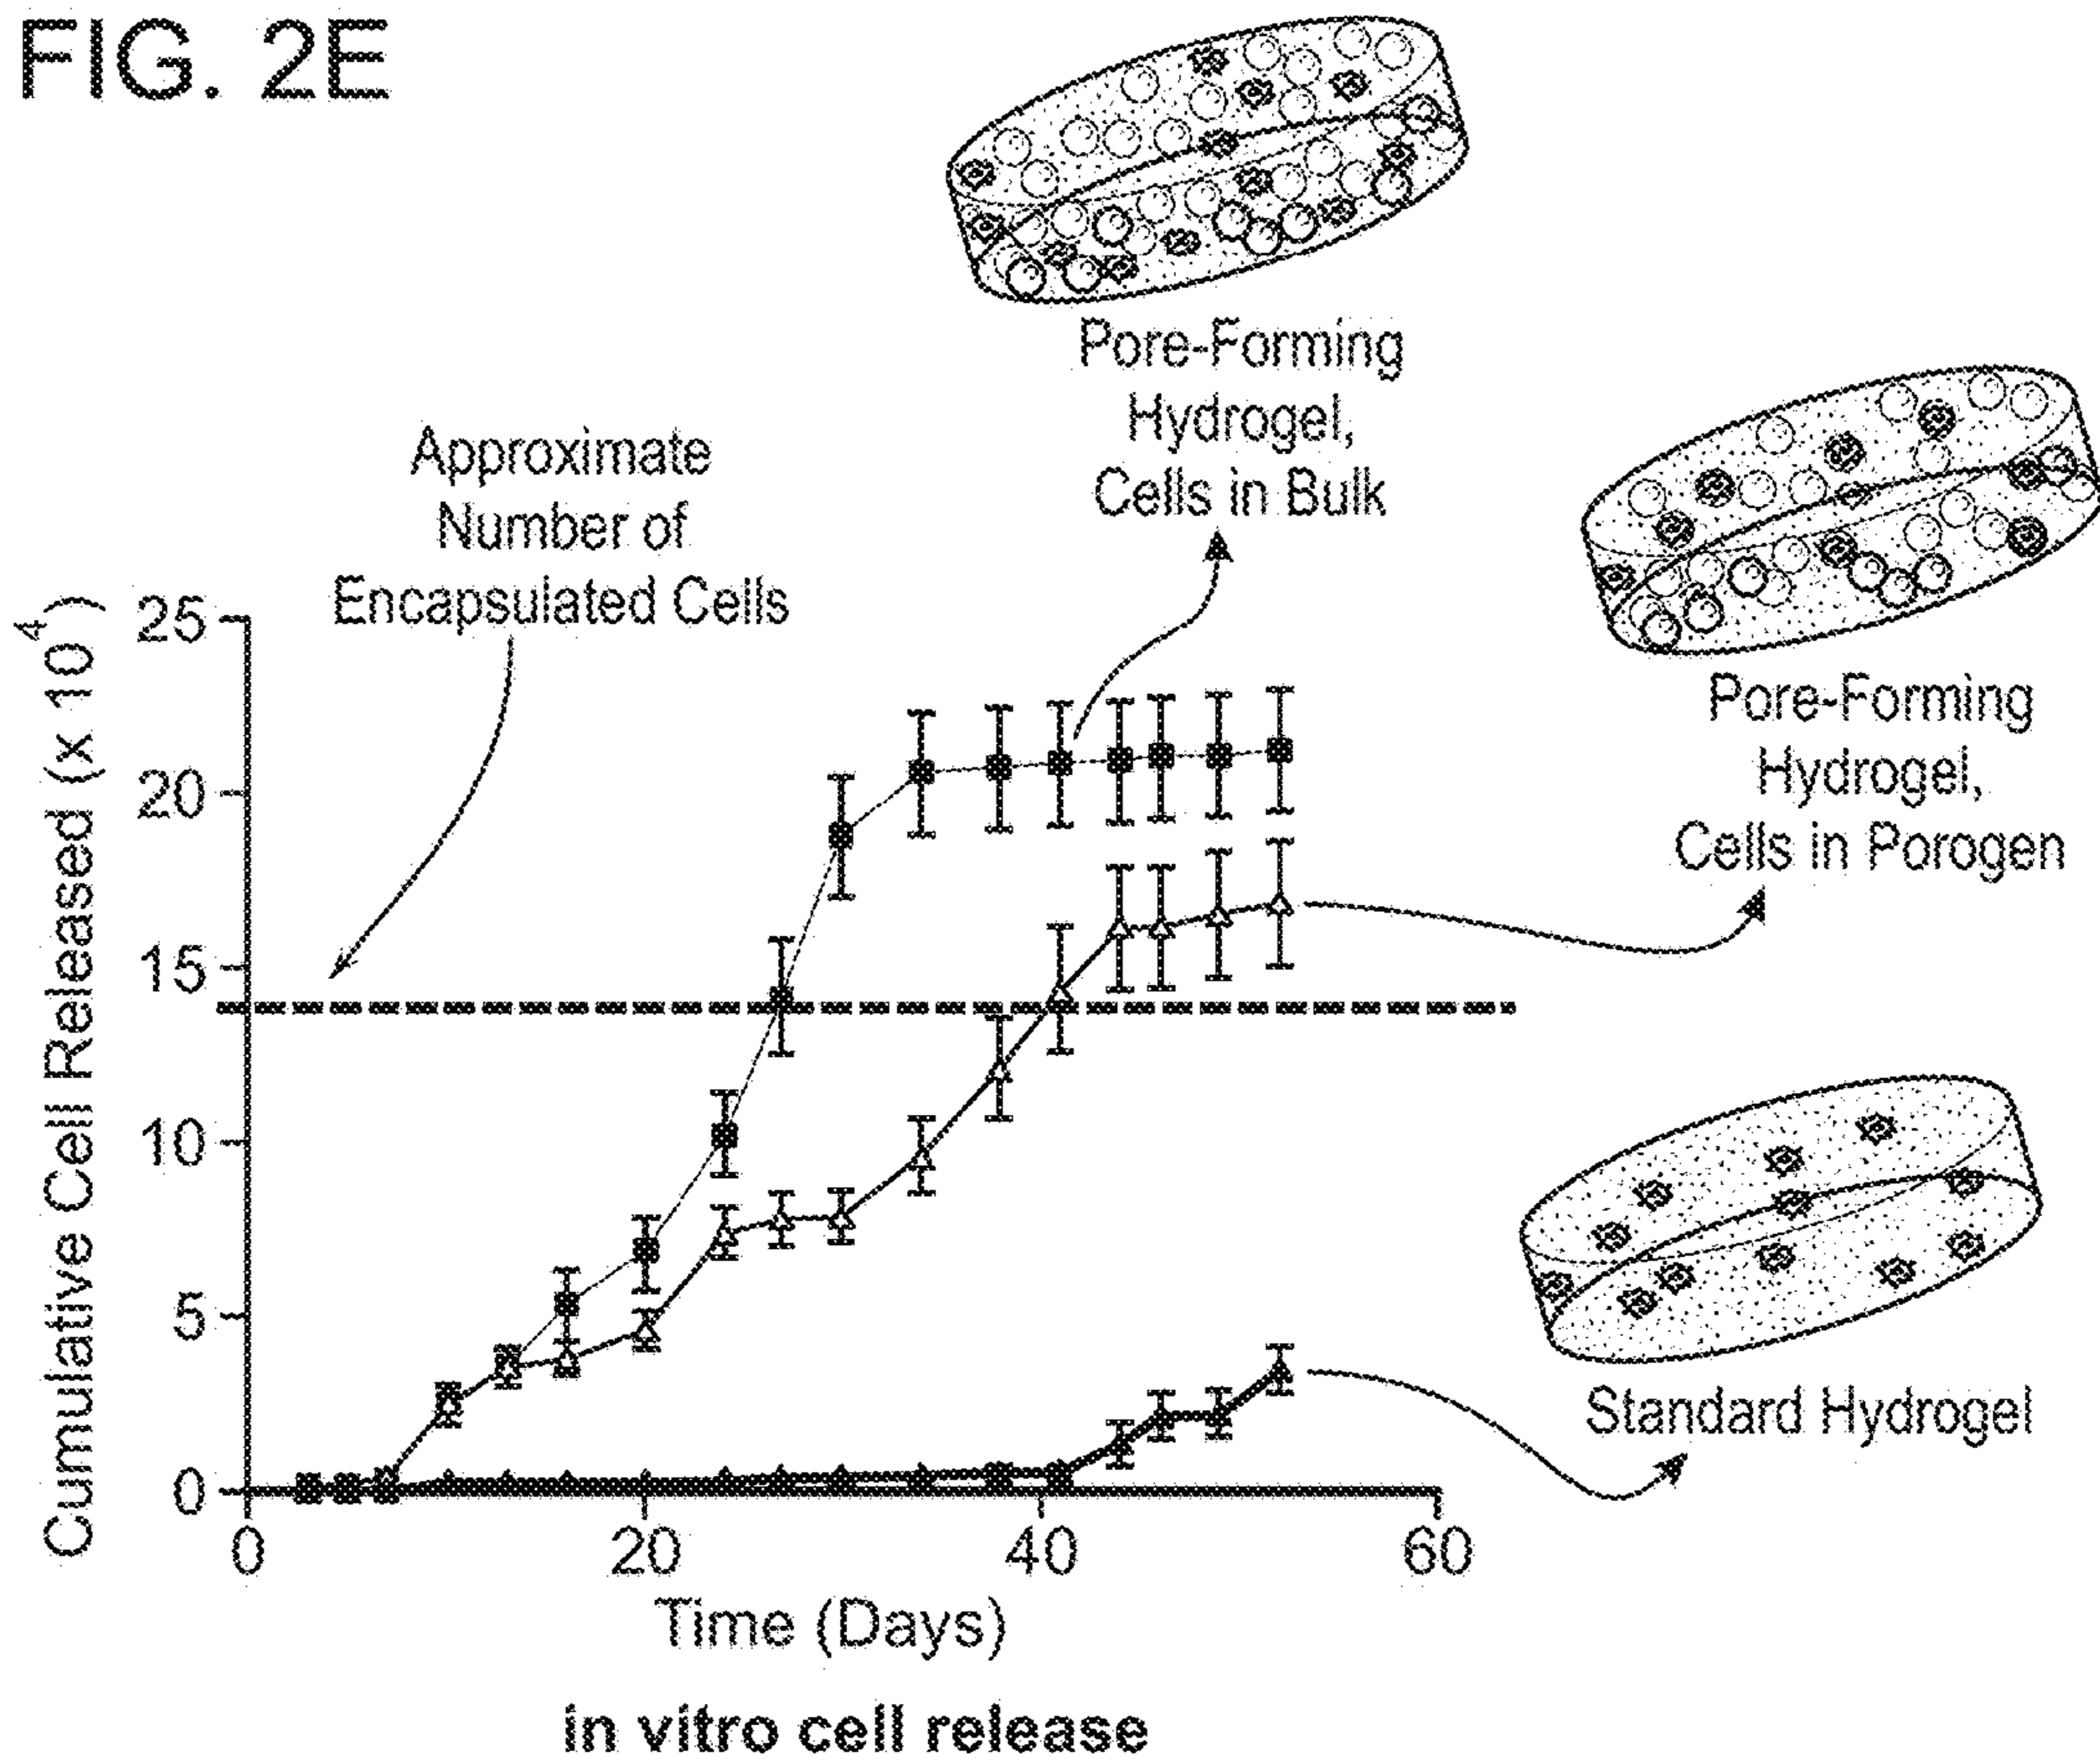 FIG. 2E
Pore-Forming
Hydrogel,
Cells in Bulk
Approximate
Number of
Encapsulated Cells
Pore-Forming
Hydrogel,
Cells in Porogen
Standard Hydrogel
Cumulative Cell Released (x 10⁴)
25
20
15
10
5
0
0 20 40 60
Time (Days)
in vitro cell release